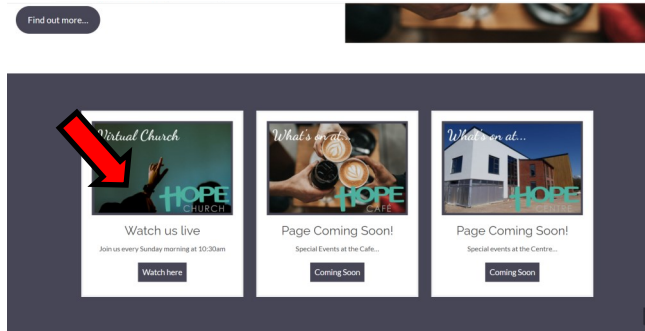 Find out more...
Virtual Church
HOPE
CHURCH
Watch us live
Join us every Sunday morning at 10:30am
Watch here
What's on at...
HOPE
CAFE
Page Coming Soon!
Special Events at the Cafe...
Coming Soon
What's on at...
HOPE
CENTRE
Page Coming Soon!
Special events at the Centre...
Coming Soon